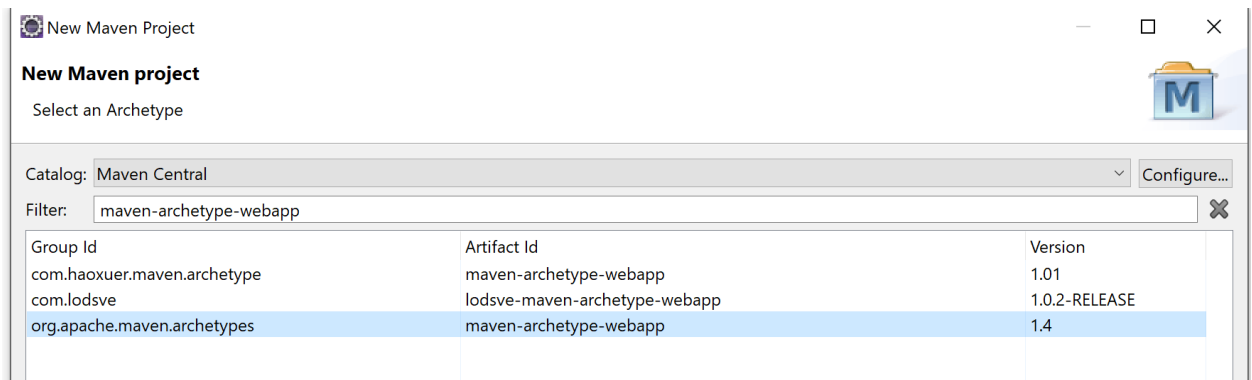 New Maven Project
New Maven project
Select an Archetype
M
Catalog: Maven Central Configure...
Filter: maven-archetype-webapp
Group Id Artifact Id Version
com.haoxuer.maven.archetype maven-archetype-webapp 1.01
com.lodsve lodsve-maven-archetype-webapp 1.0.2-RELEASE
org.apache.maven.archetypes maven-archetype-webapp 1.4